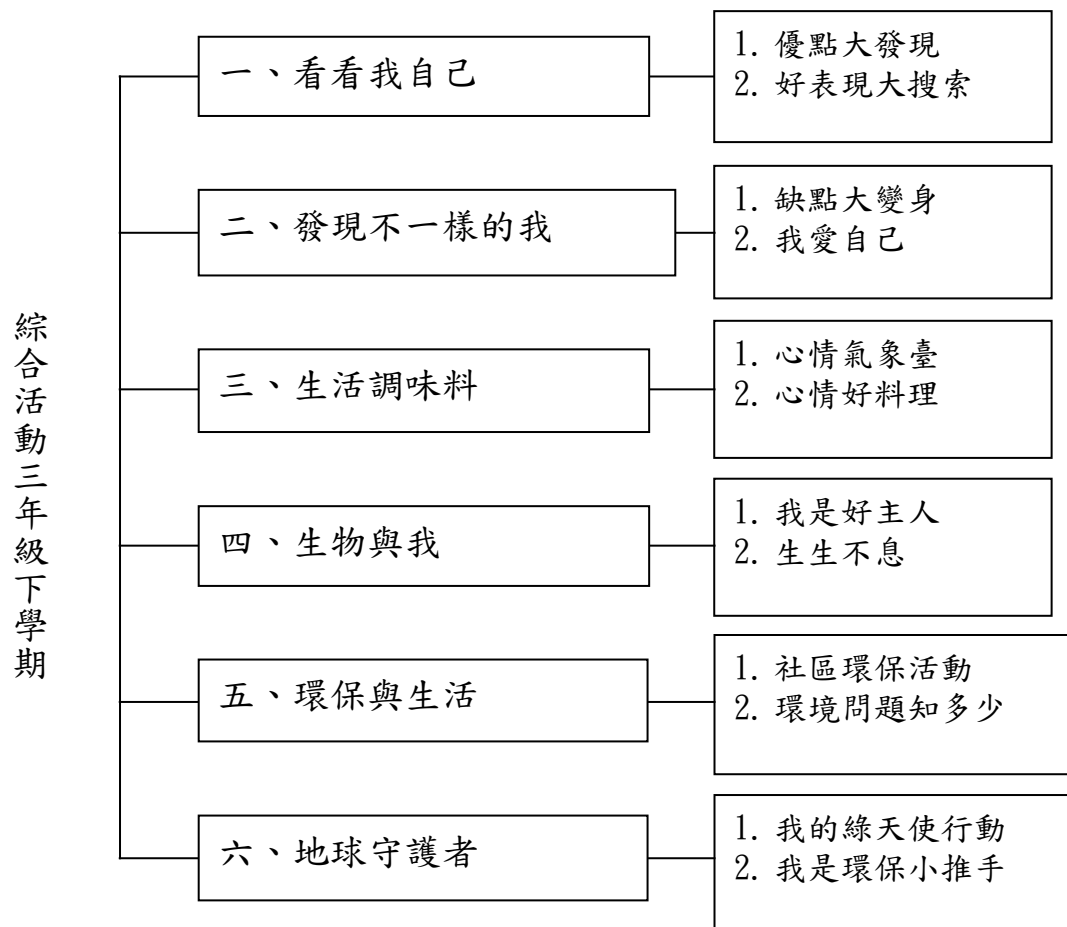 綜合活動三年級下學期
一、看看我自己
1. 優點大發現
2. 好表現大搜索
二、發現不一樣的我
1. 缺點大變身
2. 我愛自己
三、生活調味料
1. 心情氣象臺
2. 心情好料理
四、生物與我
1. 我是好主人
2. 生生不息
五、環保與生活
1. 社區環保活動
2. 環境問題知多少
六、地球守護者
1. 我的綠天使行動
2. 我是環保小推手